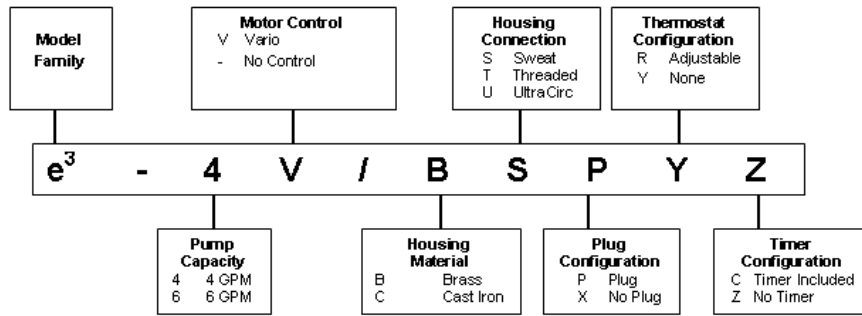 Model
Family
Motor Control
V Vario
- No Control
Housing
Connection
S Sweat
T Threaded
U UltraCirc
Thermostat
Configuration
R Adjustable
Y None
e³ - 4 V / B S P Y Z
Pump
Capacity
4 4 GPM
6 6 GPM
Housing
Material
B Brass
C Cast Iron
Plug
Configuration
P Plug
X No Plug
Timer
Configuration
C Timer Included
Z No Timer